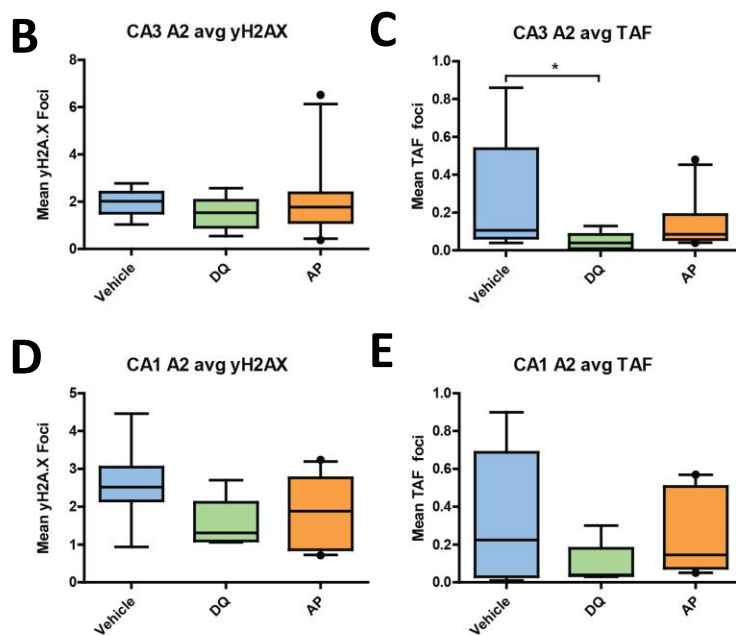 B
CA3 A2 avg yH2AX
Mean yH2A.X Foci
8
6
4
2
0
Vehicle
DQ
AP
C
CA3 A2 avg TAF
Mean TAF foci
1.0
0.8
0.6
0.4
0.2
0.0
*
Vehicle
DQ
AP
D
CA1 A2 avg yH2AX
Mean yH2A.X Foci
5
4
3
2
1
0
Vehicle
DQ
AP
E
CA1 A2 avg TAF
Mean TAF foci
1.0
0.8
0.6
0.4
0.2
0.0
Vehicle
DQ
AP